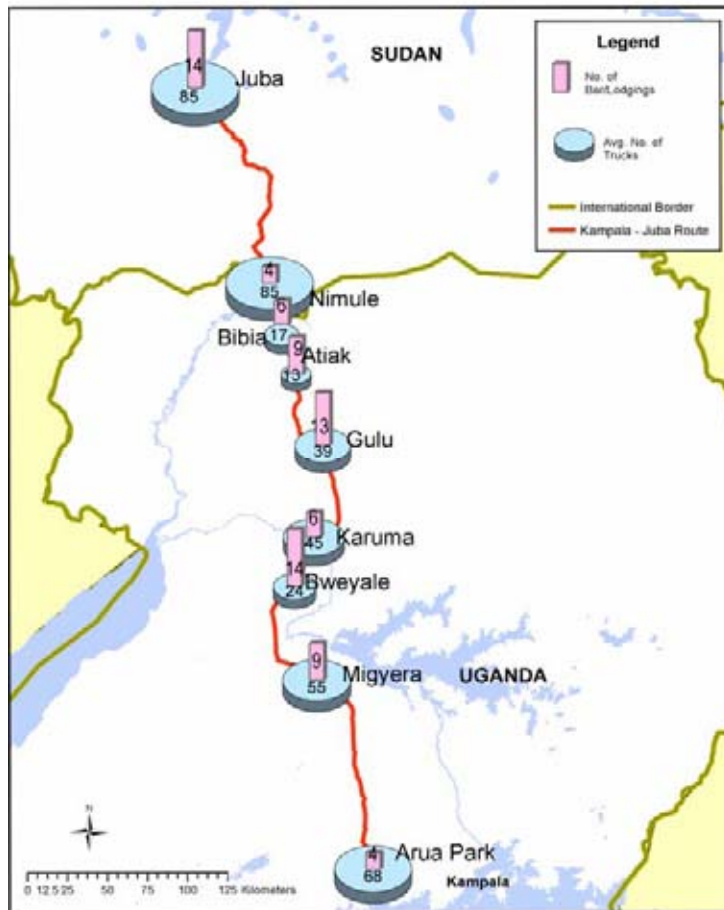 SUDAN
Legend
No. of
Bar/Lodgings
Avg. No. of
Trucks
International Border
Kampala - Juba Route
14
Juba
85
4
85
Nimule
6
Bibia
17
9
Atiak
13
13
Gulu
39
6
Karuma
45
14
Bweyale
24
9
Migyera
55
UGANDA
N
4
Arua Park
68
Kampala
0 12.5 25 50 75 100 125 Kilometers